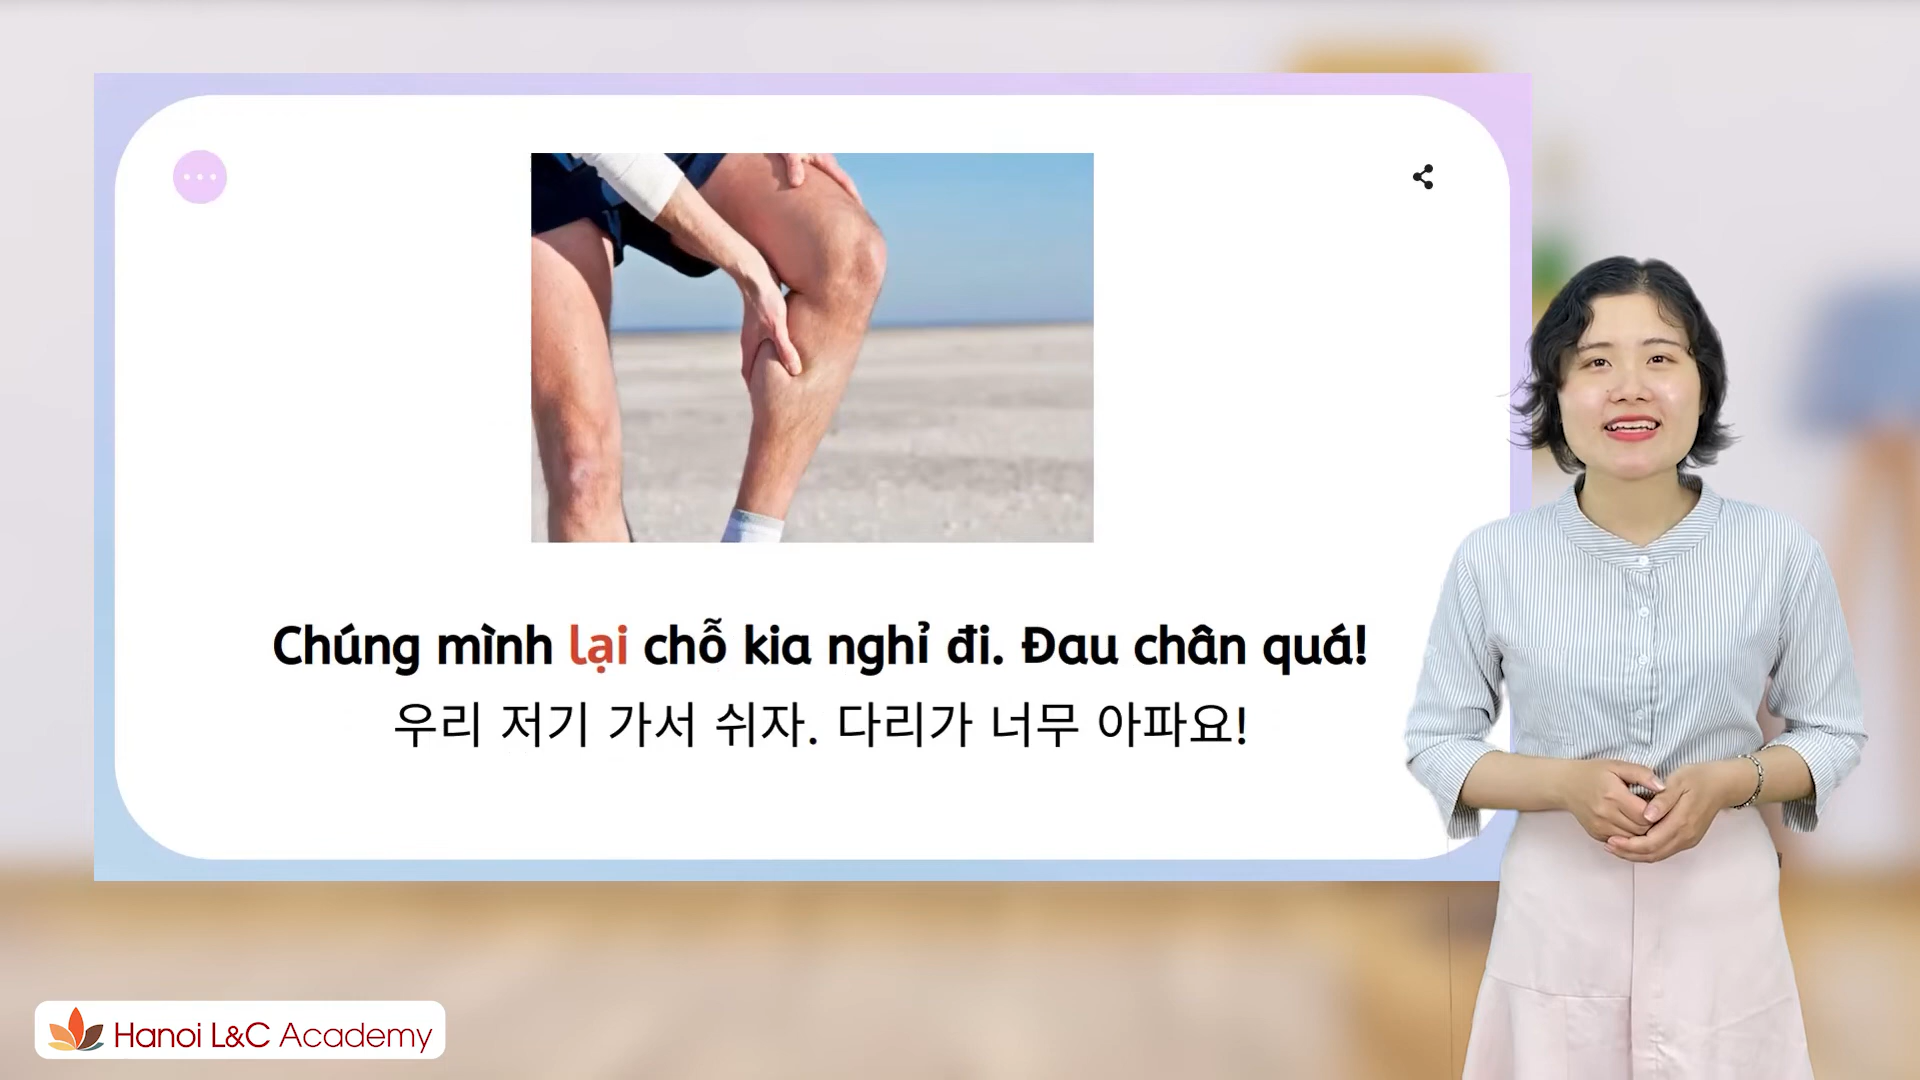 Chúng mình lại chỗ kia nghỉ đi. Đau chân quá!
우리 저기 가서 쉬자. 다리가 너무 아파요!
Hanoi L&C Academy